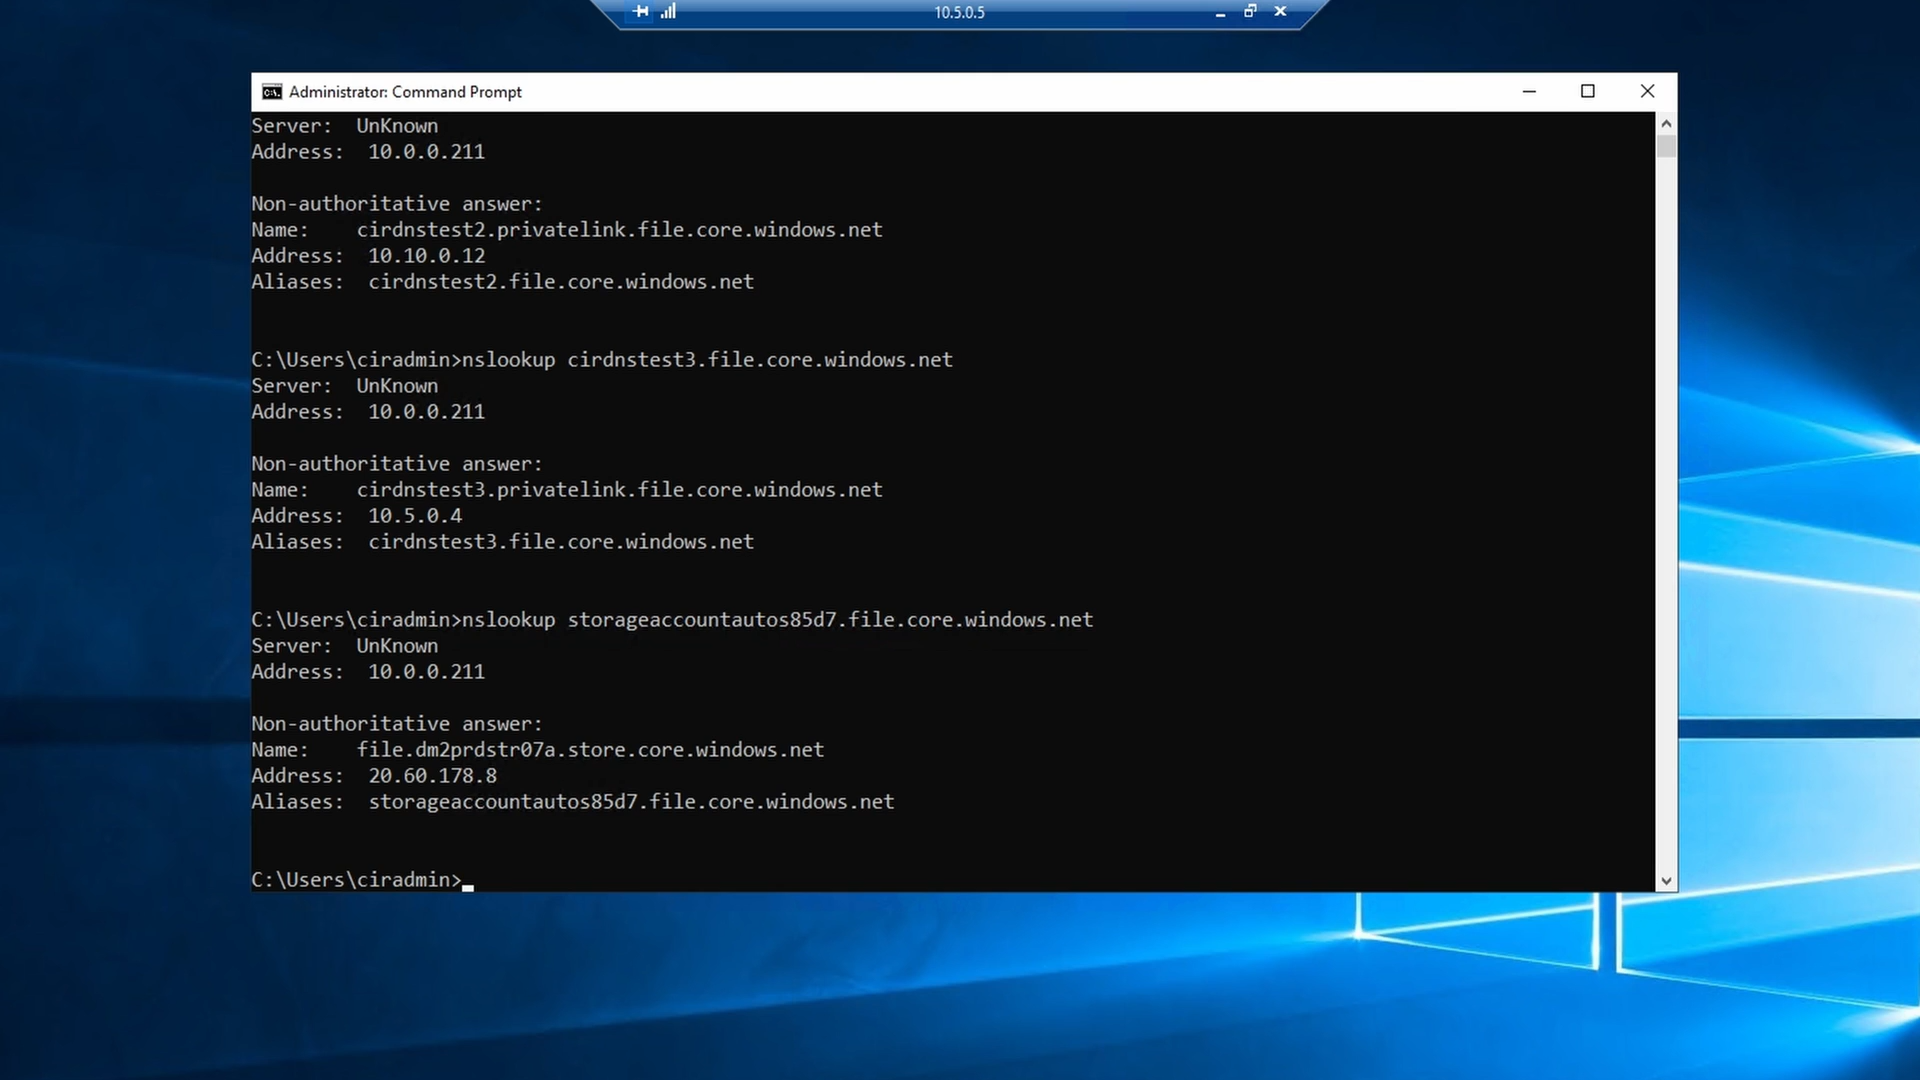 10.5.0.5
Administrator: Command Prompt
Server:  UnKnown
Address:  10.0.0.211
Non-authoritative answer:
Name:    cirdnstest2.privatelink.file.core.windows.net
Address:  10.10.0.12
Aliases:  cirdnstest2.file.core.windows.net
C:\Users\ciradmin>nslookup cirdnstest3.file.core.windows.net
Server:  UnKnown
Address:  10.0.0.211
Non-authoritative answer:
Name:    cirdnstest3.privatelink.file.core.windows.net
Address:  10.5.0.4
Aliases:  cirdnstest3.file.core.windows.net
C:\Users\ciradmin>nslookup storageaccountautos85d7.file.core.windows.net
Server:  UnKnown
Address:  10.0.0.211
Non-authoritative answer:
Name:    file.dm2prdstr07a.store.core.windows.net
Address:  20.60.178.8
Aliases:  storageaccountautos85d7.file.core.windows.net
C:\Users\ciradmin>